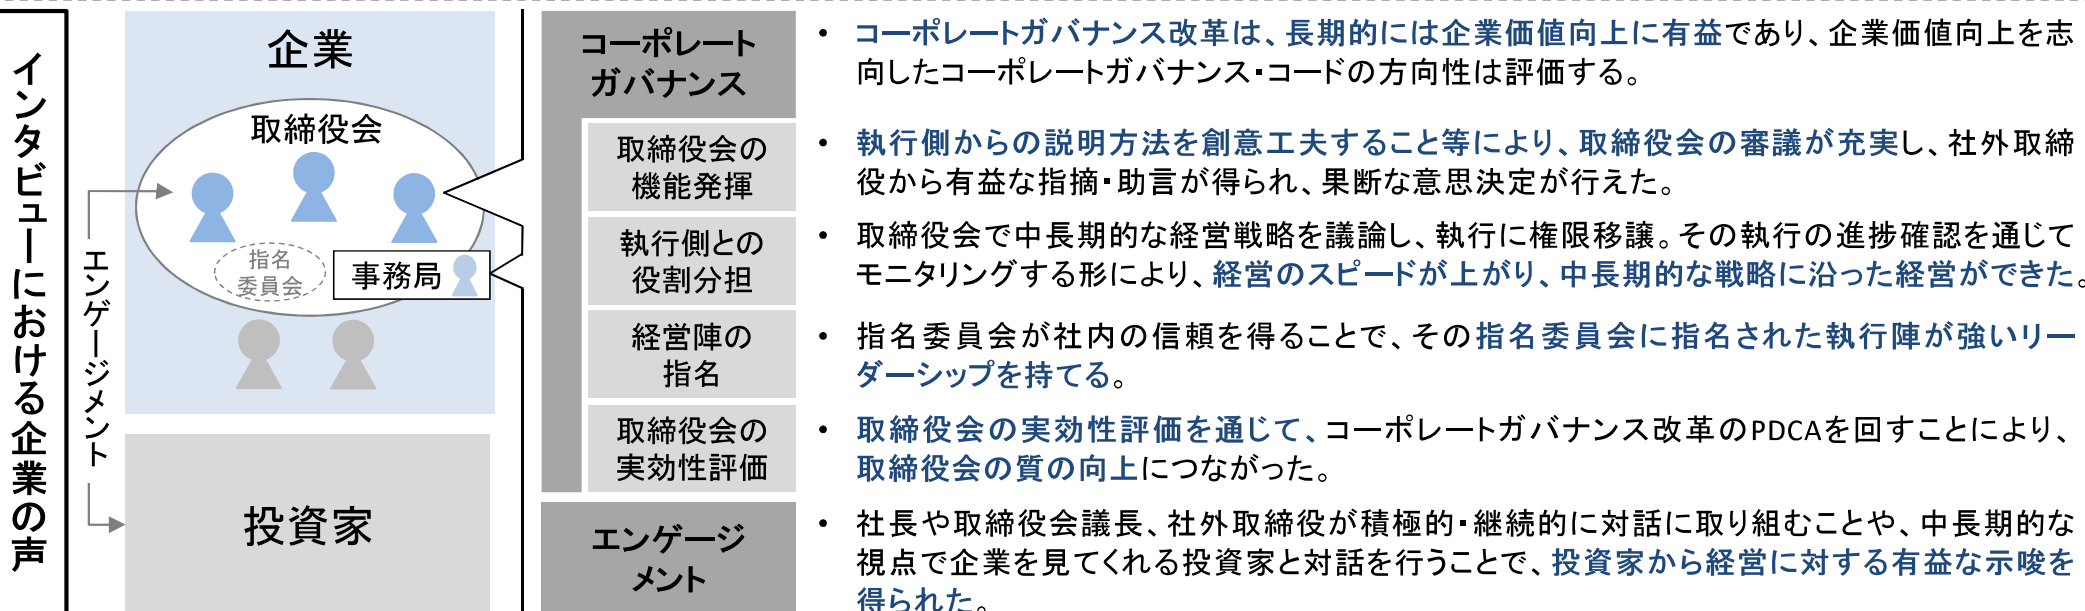 インタビューにおける企業の声
企業
取締役会
指名
委員会
事務局
エンゲージメント
投資家
コーポレート
ガバナンス
• コーポレートガバナンス改革は、長期的には企業価値向上に有益であり、企業価値向上を志
向したコーポレートガバナンス・コードの方向性は評価する。
取締役会の
機能発揮
• 執行側からの説明方法を創意工夫すること等により、取締役会の審議が充実し、社外取締
役から有益な指摘・助言が得られ、果断な意思決定が行えた。
執行側との
役割分担
• 取締役会で中長期的な経営戦略を議論し、執行に権限移譲。その執行の進捗確認を通じて
モニタリングする形により、経営のスピードが上がり、中長期的な戦略に沿った経営ができた。
経営陣の
指名
• 指名委員会が社内の信頼を得ることで、その指名委員会に指名された執行陣が強いリー
ダーシップを持てる。
取締役会の
実効性評価
• 取締役会の実効性評価を通じて、コーポレートガバナンス改革のPDCAを回すことにより、
取締役会の質の向上につながった。
エンゲージ
メント
• 社長や取締役会議長、社外取締役が積極的・継続的に対話に取り組むことや、中長期的な
視点で企業を見てくれる投資家と対話を行うことで、投資家から経営に対する有益な示唆を
得られた。